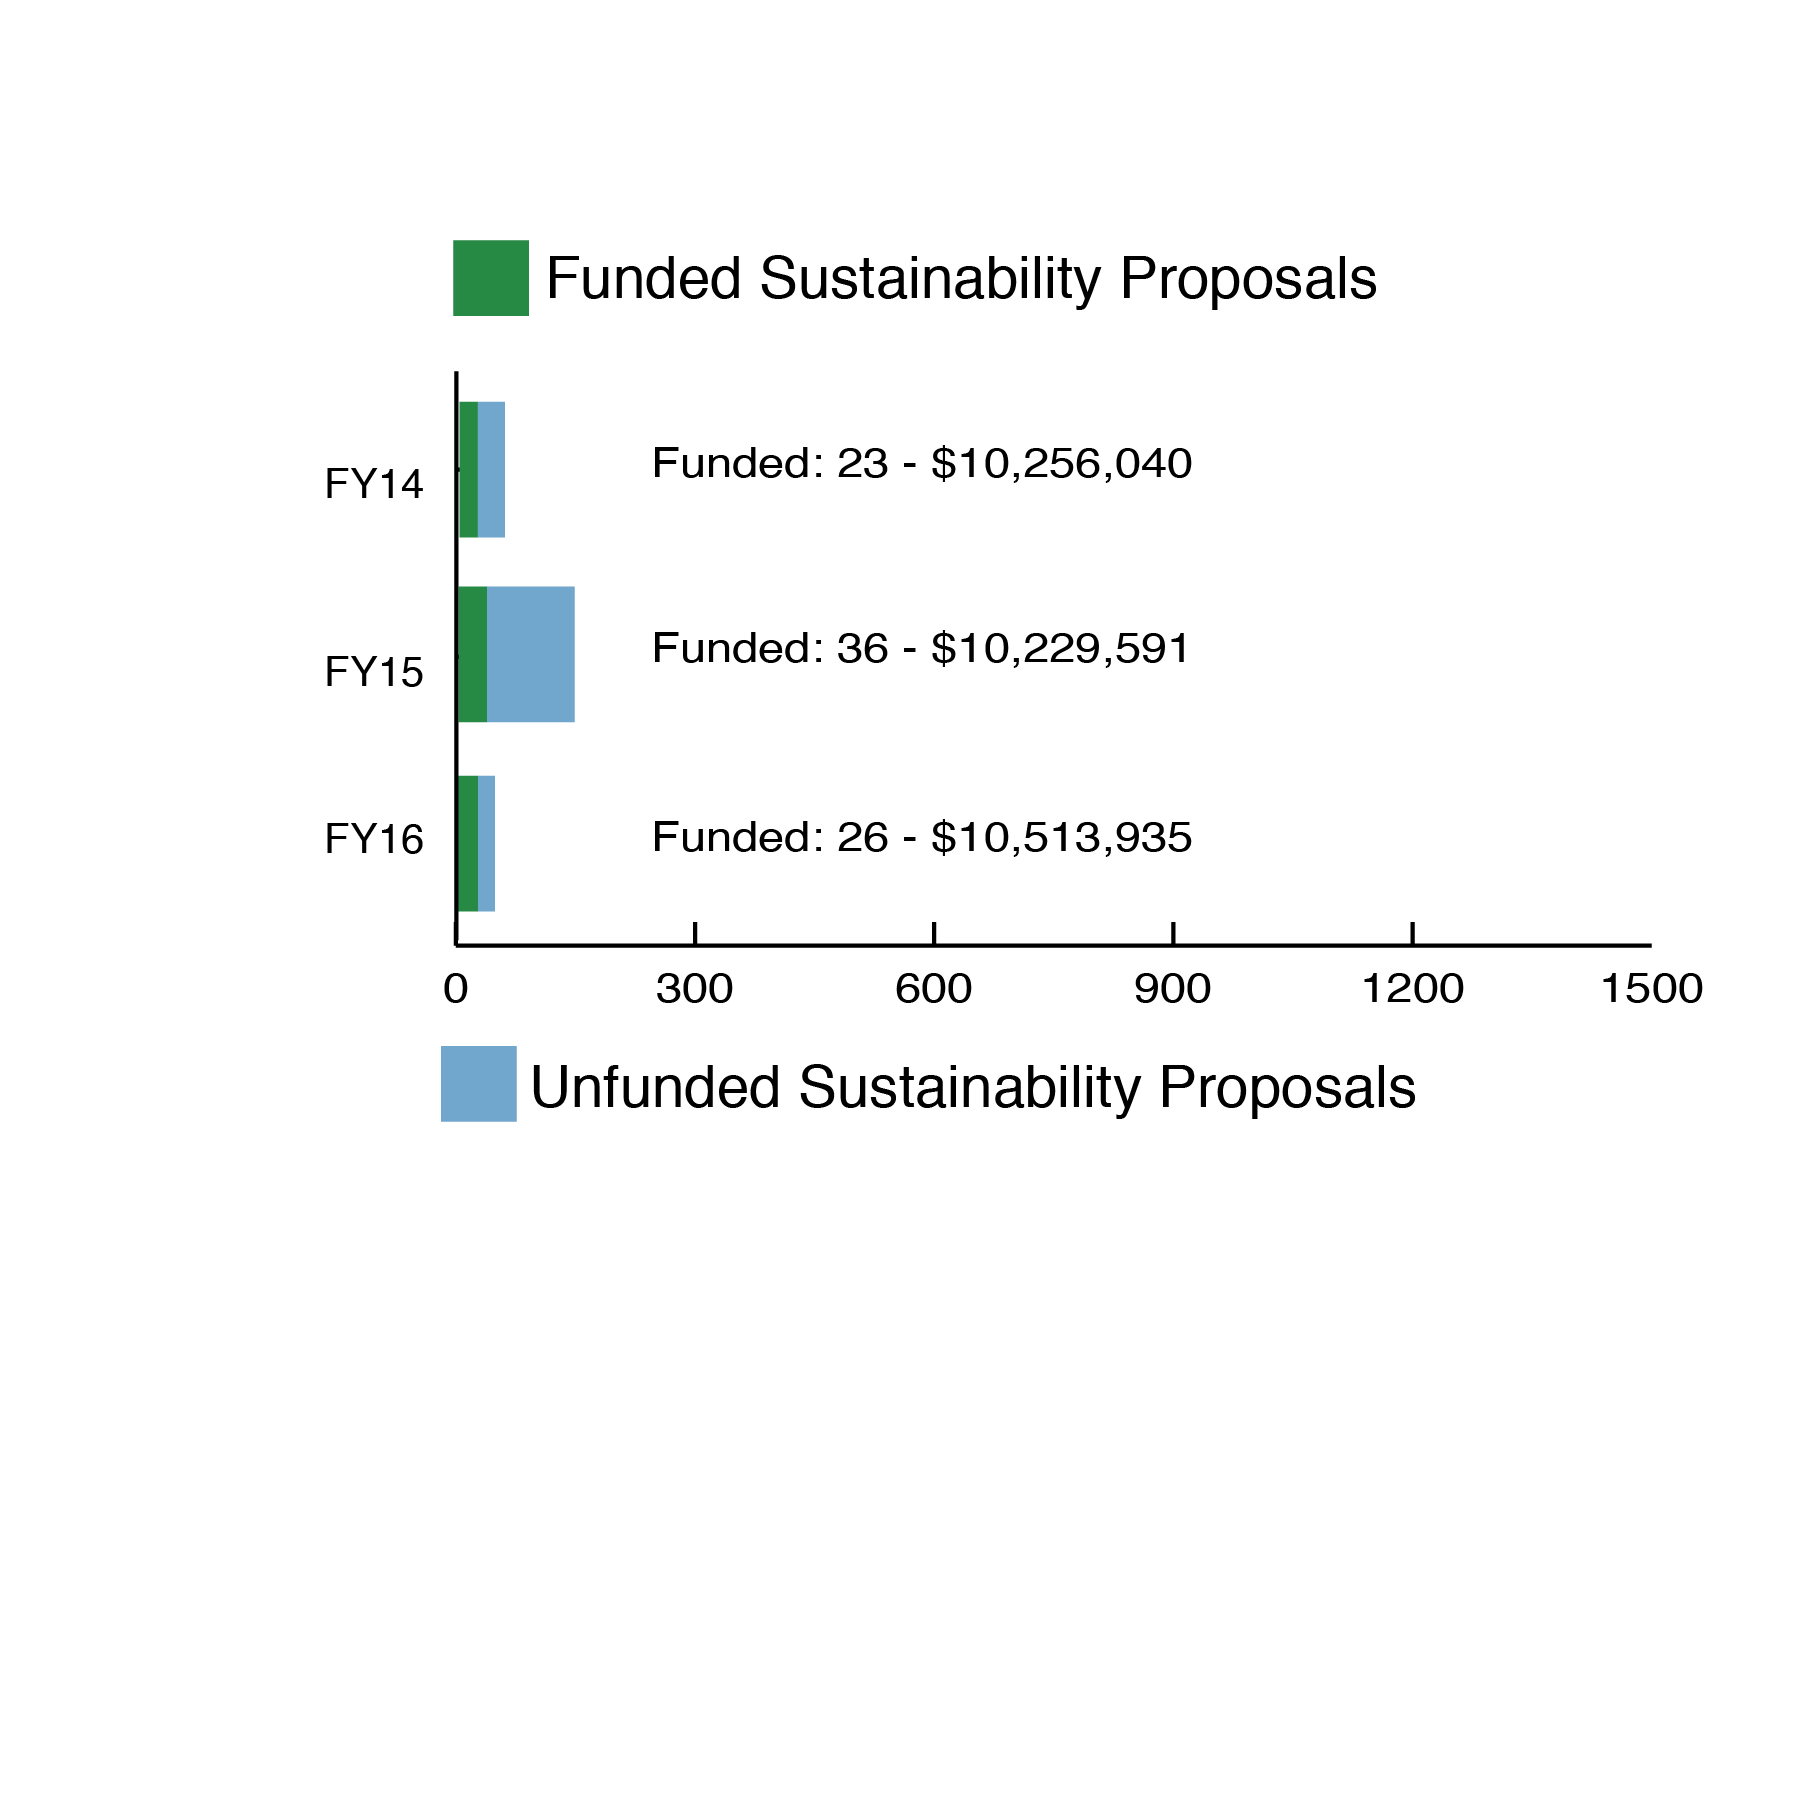 Funded Sustainability Proposals
FY14
Funded: 23 - $10,256,040
FY15
Funded: 36 - $10,229,591
FY16
Funded: 26 - $10,513,935
0 300 600 900 1200 1500
Unfunded Sustainability Proposals